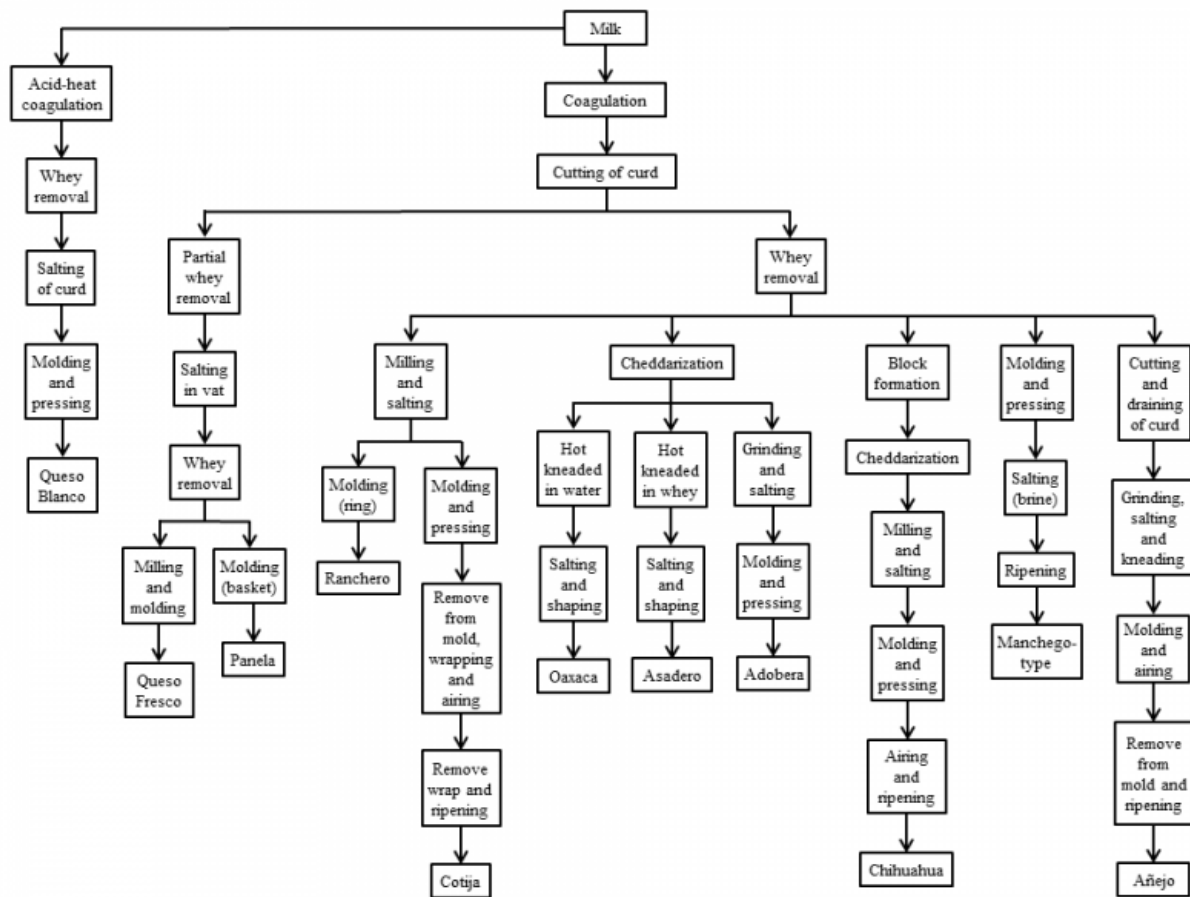 Milk
Acid-heat
coagulation
Coagulation
Whey
removal
Cutting of curd
Salting
of curd
Partial
whey
removal
Whey
removal
Molding
and
pressing
Salting
in vat
Milling
and
salting
Cheddarization
Block
formation
Molding
and
pressing
Cutting
and
draining
of curd
Queso
Blanco
Whey
removal
Molding
(ring)
Molding
and
pressing
Hot
kneaded
in water
Hot
kneaded
in whey
Grinding
and
salting
Cheddarization
Salting
(brine)
Grinding,
salting
and
kneading
Milling
and
molding
Molding
(basket)
Ranchero
Remove
from
mold,
wrapping
and
airing
Salting
and
shaping
Salting
and
shaping
Molding
and
pressing
Milling
and
salting
Ripening
Queso
Fresco
Panela
Oaxaca
Asadero
Adobera
Molding
and
pressing
Manchego-
type
Molding
and
airing
Remove
wrap and
ripening
Airing
and
ripening
Remove
from
mold and
ripening
Cotija
Chihuahua
Añejo